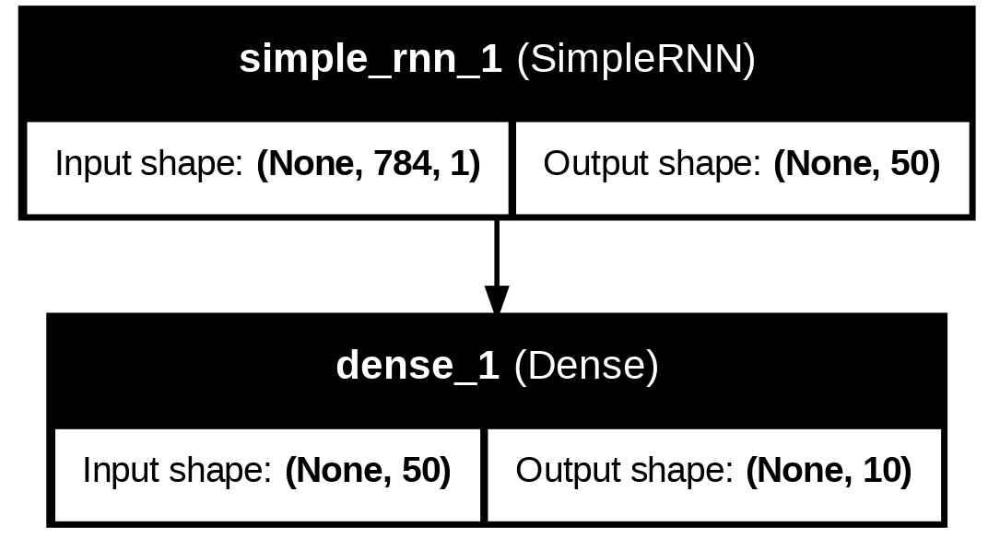 simple_rnn_1 (SimpleRNN)
Input shape: (None, 784, 1) Output shape: (None, 50)
dense_1 (Dense)
Input shape: (None, 50) Output shape: (None, 10)